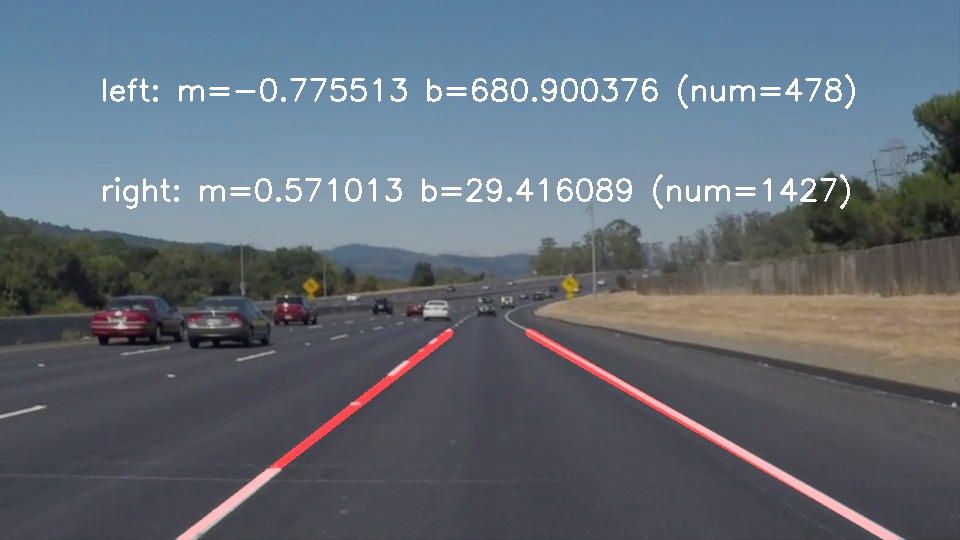 left: m=-0.775513 b=680.900376 (num=478)
right: m=0.571013 b=29.416089 (num=1427)